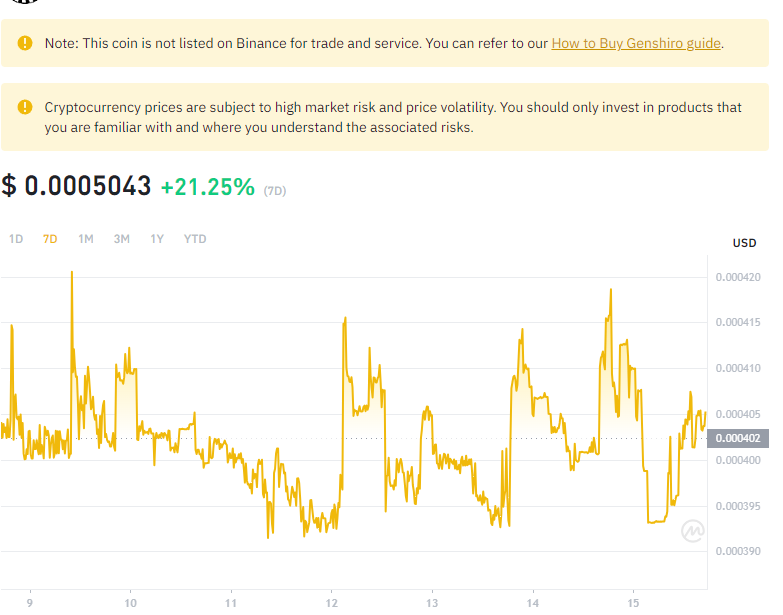 Note: This coin is not listed on Binance for trade and service. You can refer to our How to Buy Genshiro guide.
Cryptocurrency prices are subject to high market risk and price volatility. You should only invest in products that
you are familiar with and where you understand the associated risks.
$ 0.0005043 +21.25% (7D)
1D 7D 1M 3M 1Y YTD
USD
0.000420
0.000415
0.000410
0.000405
0.000402
0.000400
0.000395
0.000390
9 10 11 12 13 14 15